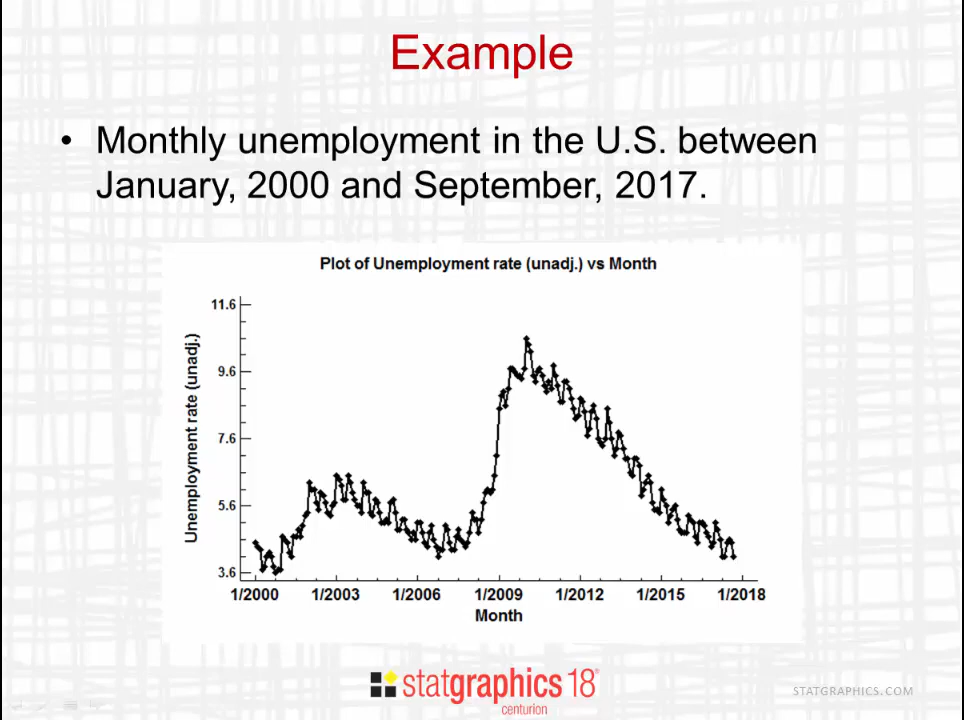 Example
• Monthly unemployment in the U.S. between
January, 2000 and September, 2017.
Plot of Unemployment rate (unadj.) vs Month
Unemployment rate (unadj.)
11.6
9.6
7.6
5.6
3.6
1/2000 1/2003 1/2006 1/2009 1/2012 1/2015 1/2018
Month
statgraphics 18®
centurion
STATGRAPHICS.COM